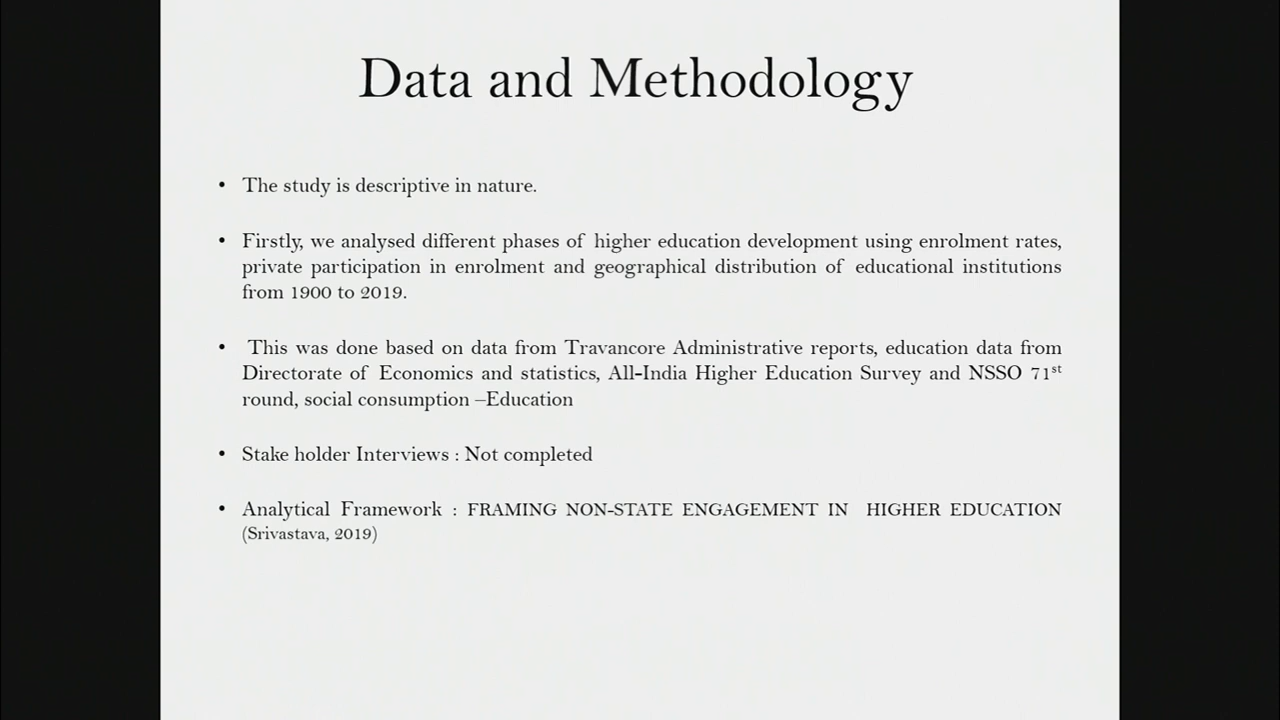 Data and Methodology
• The study is descriptive in nature.
• Firstly, we analysed different phases of higher education development using enrolment rates,
private participation in enrolment and geographical distribution of educational institutions
from 1900 to 2019.
• This was done based on data from Travancore Administrative reports, education data from
Directorate of Economics and statistics, All-India Higher Education Survey and NSSO 71st
round, social consumption –Education
• Stake holder Interviews : Not completed
• Analytical Framework : FRAMING NON-STATE ENGAGEMENT IN HIGHER EDUCATION
(Srivastava, 2019)